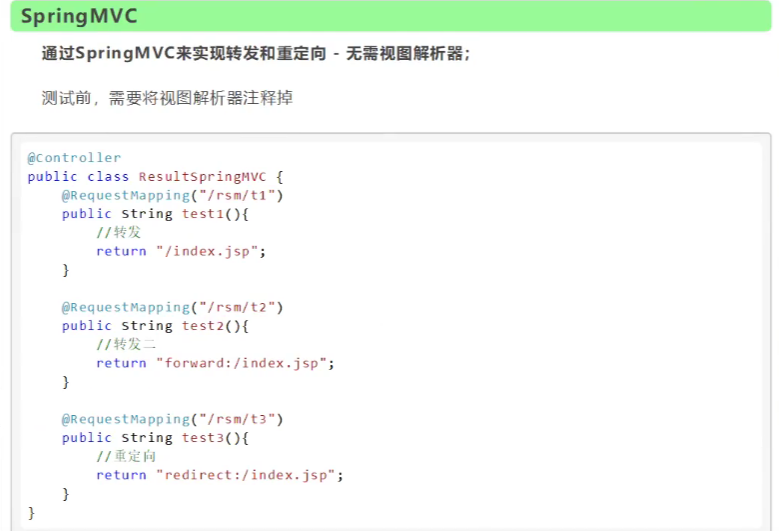 SpringMVC
通过SpringMVC来实现转发和重定向 - 无需视图解析器；
测试前，需要将视图解析器注释掉
@Controller
public class ResultSpringMVC {
    @RequestMapping("/rsm/t1")
    public String test1(){
        //转发
        return "/index.jsp";
    }

    @RequestMapping("/rsm/t2")
    public String test2(){
        //转发二
        return "forward:/index.jsp";
    }

    @RequestMapping("/rsm/t3")
    public String test3(){
        //重定向
        return "redirect:/index.jsp";
    }
}